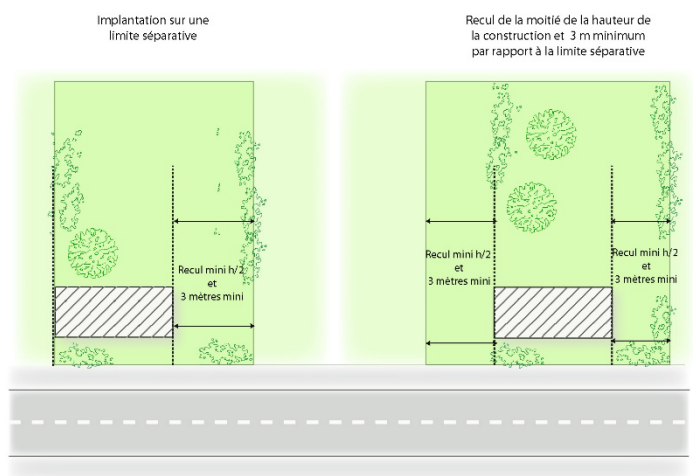 Implantation sur une
limite séparative
Recul de la moitié de la hauteur de
la construction et 3 m minimum
par rapport à la limite séparative
Recul mini h/2
et
3 mètres mini
Recul mini h/2
et
3 mètres mini
Recul mini h/2
et
3 mètres mini